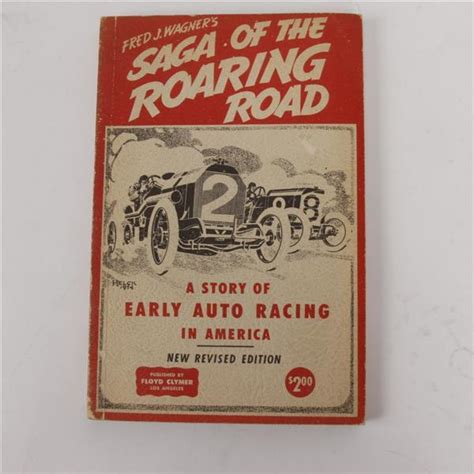 FRED J. WAGNER'S
SAGA OF THE
ROARING
ROAD
2
8
A STORY OF
EARLY AUTO RACING
IN AMERICA
NEW REVISED EDITION
PUBLISHED BY
FLOYD CLYMER
LOS ANGELES
$2.00